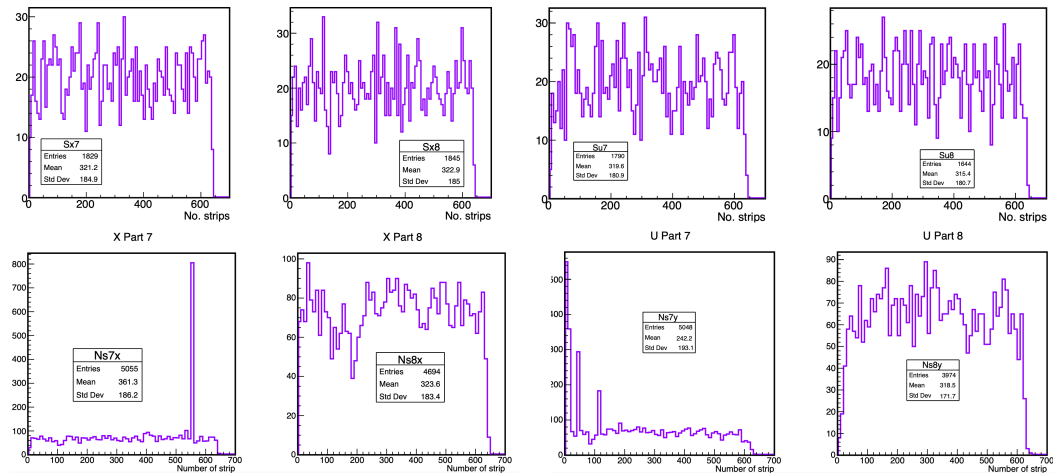 30
20
10
0
0 200 400 600
No. strips
Sx7
Entries 1829
Mean 321.2
Std Dev 184.9
30
20
10
0
0 200 400 600
No. strips
Sx8
Entries 1845
Mean 322.9
Std Dev 185
30
20
10
0
0 200 400 600
No. strips
Su7
Entries 1790
Mean 319.6
Std Dev 180.9
20
10
0
0 200 400 600
No. strips
Su8
Entries 1644
Mean 315.4
Std Dev 180.7
X Part 7
X Part 8
U Part 7
U Part 8
800
700
600
500
400
300
200
100
0
0 100 200 300 400 500 600 700
Number of strip
Ns7x
Entries 5055
Mean 361.3
Std Dev 186.2
100
80
60
40
20
0
0 100 200 300 400 500 600 700
Number of strip
Ns8x
Entries 4694
Mean 323.6
Std Dev 183.4
500
400
300
200
100
0
0 100 200 300 400 500 600 700
Number of strip
Ns7y
Entries 5048
Mean 242.2
Std Dev 193.1
90
80
70
60
50
40
30
20
10
0 100 200 300 400 500 600 700
Number of strip
Ns8y
Entries 3974
Mean 318.5
Std Dev 171.7